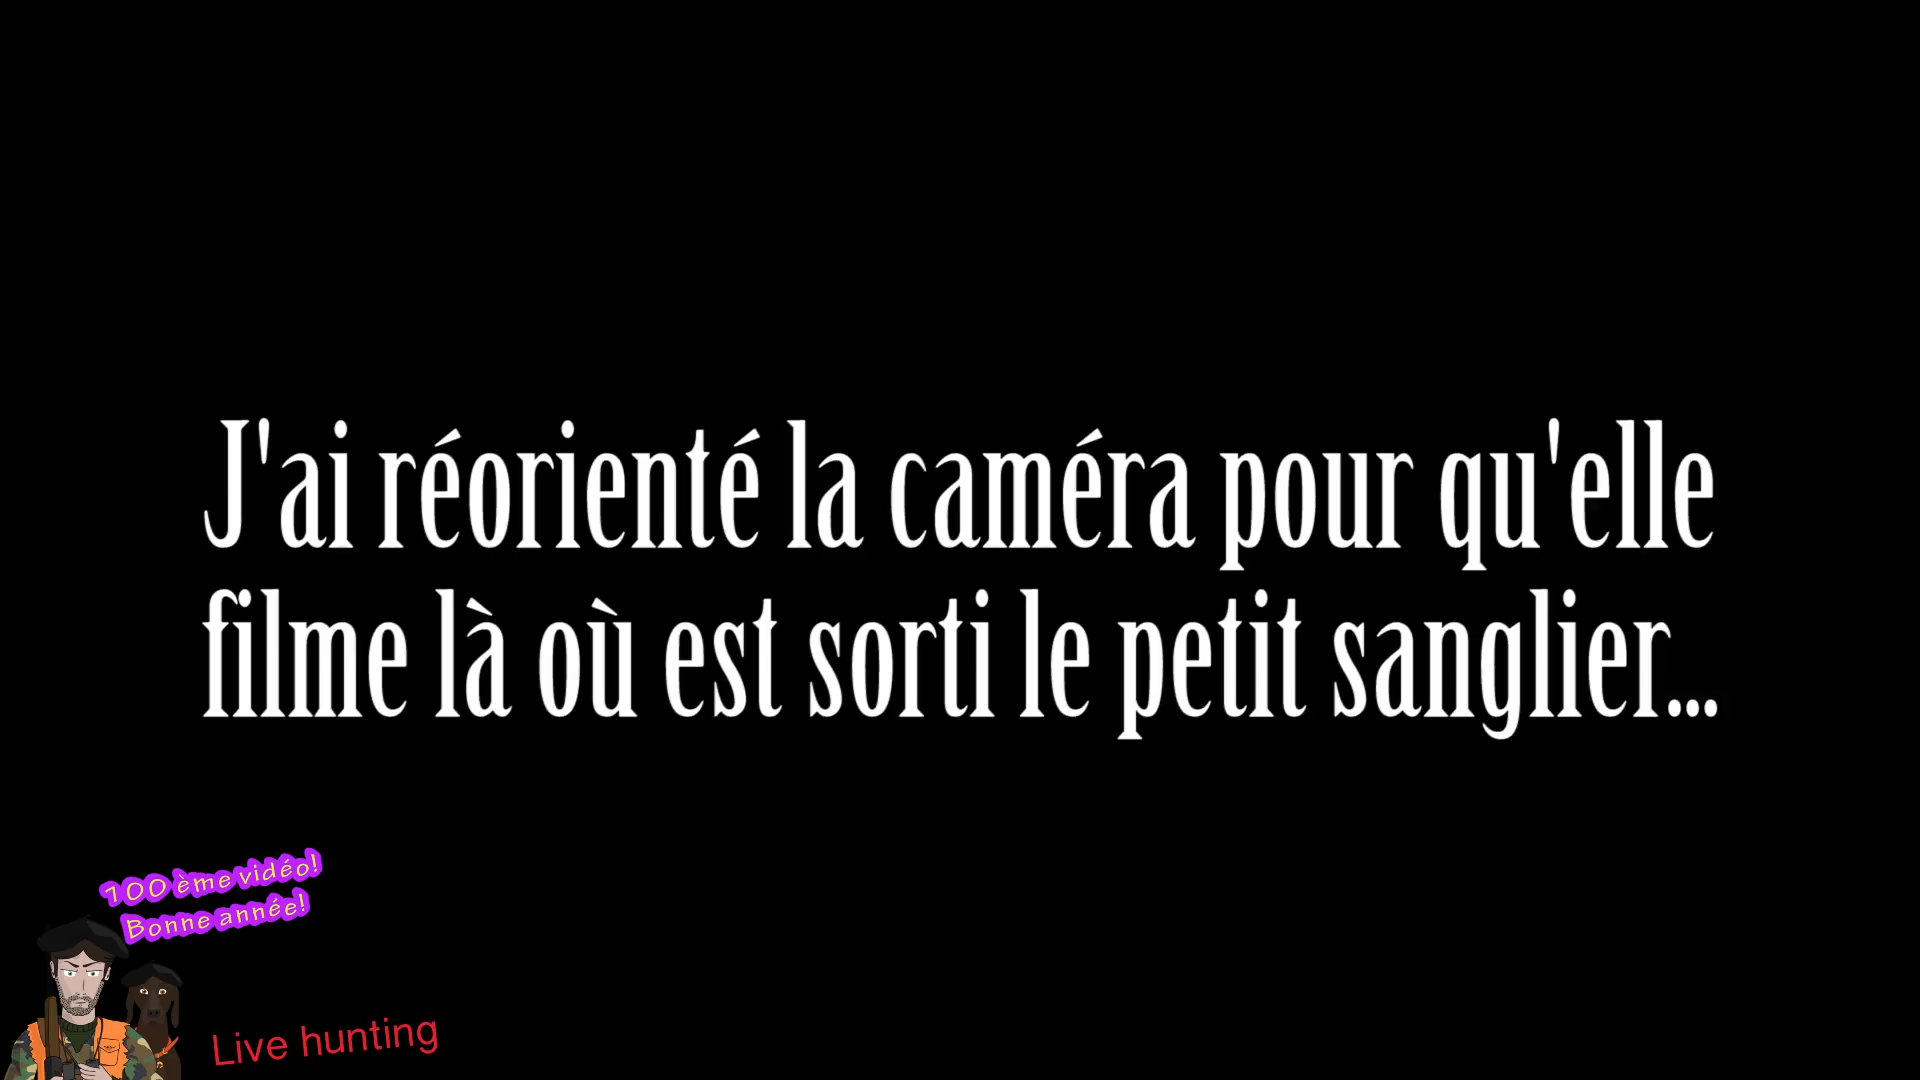 J'ai réorienté la caméra pour qu'elle
filme là où est sorti le petit sanglier...
100 ème vidéo!
Bonne année!
Live hunting